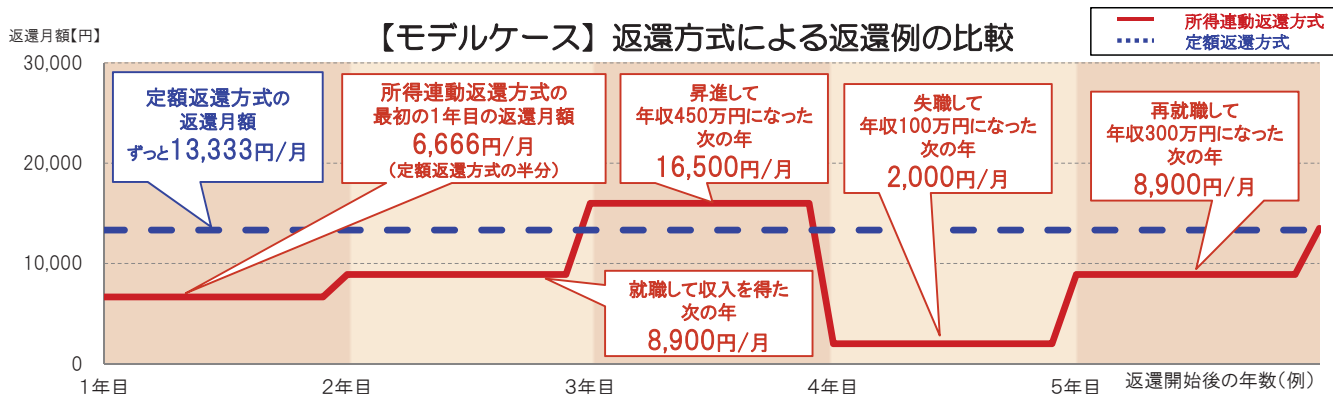 【モデルケース】返還方式による返還例の比較
所得連動返還方式
定額返還方式
返還月額【円】
30,000
20,000
10,000
0
定額返還方式の
返還月額
ずっと13,333円/月
所得連動返還方式の
最初の1年目の返還月額
6,666円/月
(定額返還方式の半分)
昇進して
年収450万円になった
次の年
16,500円/月
失職して
年収100万円になった
次の年
2,000円/月
再就職して
年収300万円になった
次の年
8,900円/月
就職して収入を得た
次の年
8,900円/月
1年目
2年目
3年目
4年目
5年目
返還開始後の年数(例)